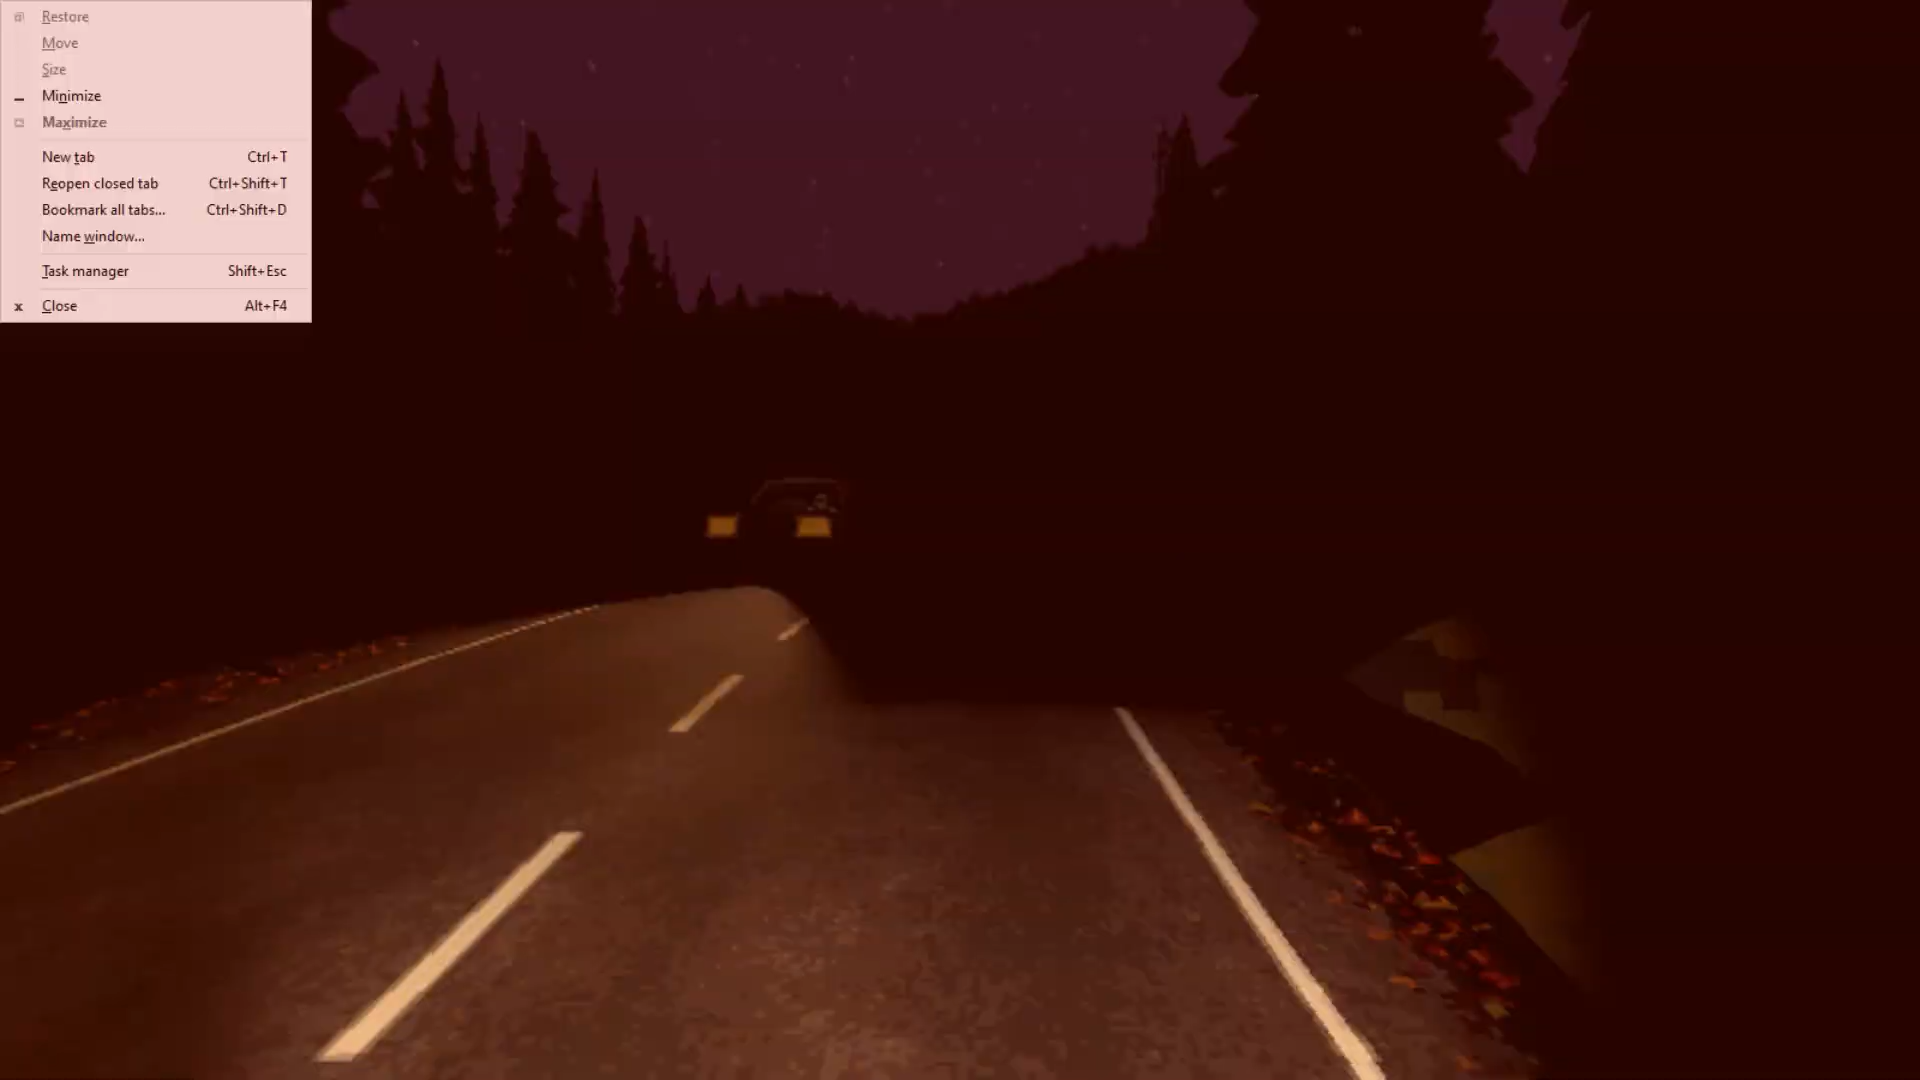 Restore
Move
Size
Minimize
Maximize
New tab Ctrl+T
Reopen closed tab Ctrl+Shift+T
Bookmark all tabs... Ctrl+Shift+D
Name window...
Task manager Shift+Esc
Close Alt+F4